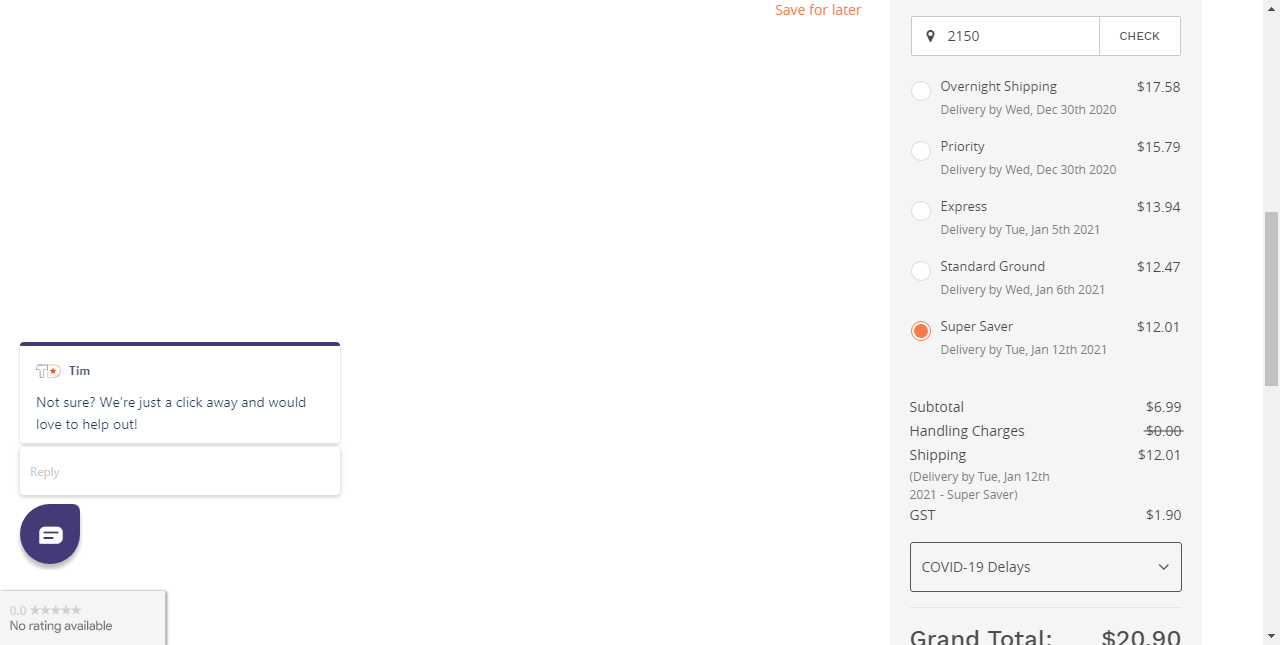 Save for later
2150 CHECK
Overnight Shipping $17.58
Delivery by Wed, Dec 30th 2020
Priority $15.79
Delivery by Wed, Dec 30th 2020
Express $13.94
Delivery by Tue, Jan 5th 2021
Standard Ground $12.47
Delivery by Wed, Jan 6th 2021
Super Saver $12.01
Delivery by Tue, Jan 12th 2021
Subtotal $6.99
Handling Charges $0.00
Shipping $12.01
(Delivery by Tue, Jan 12th
2021 - Super Saver)
GST $1.90
COVID-19 Delays
Grand Total: $20.90
TD Tim
Not sure? We're just a click away and would
love to help out!
Reply
0.0 ★★★★★
No rating available